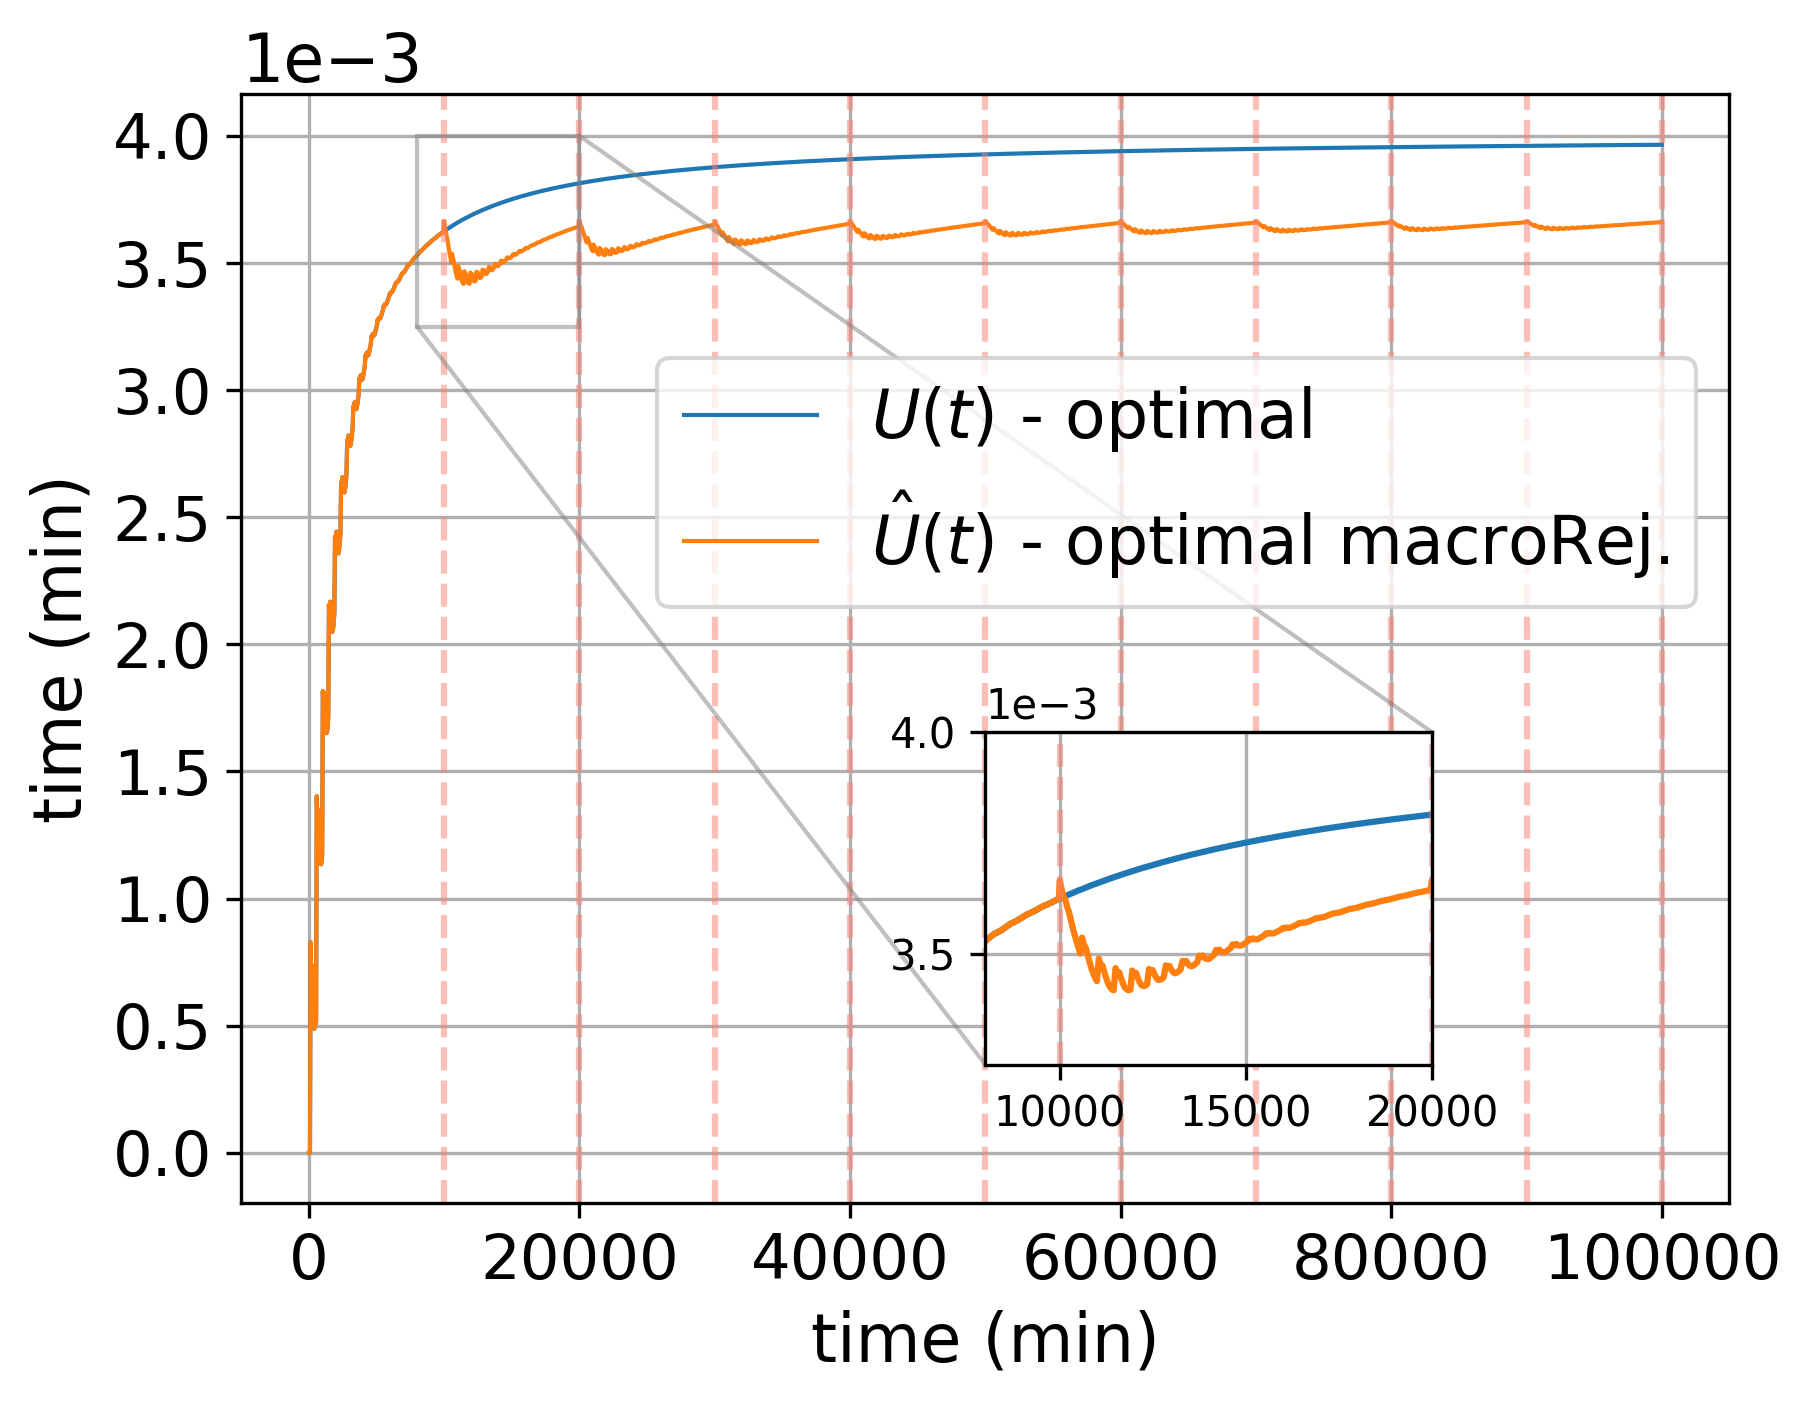 1e−3
4.0
3.5
3.0
2.5
2.0
1.5
1.0
0.5
0.0
time (min)
U(t) - optimal
Û(t) - optimal macroRej.
1e−3
4.0
3.5
10000 15000 20000
0 20000 40000 60000 80000 100000
time (min)